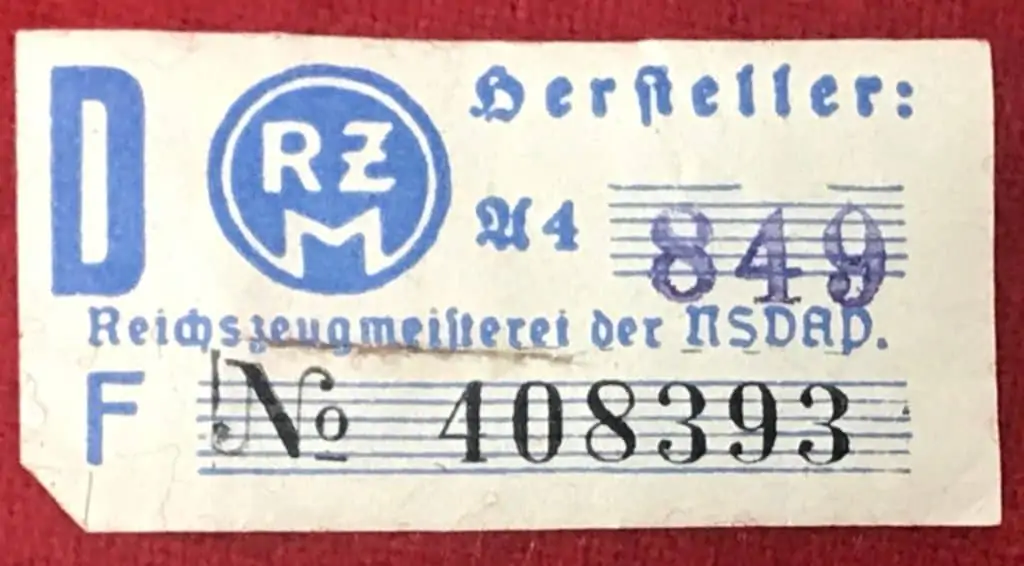 D RZM Hersteller:
A4 849
Reichszeugmeisterei der NSDAP.
F № 408393